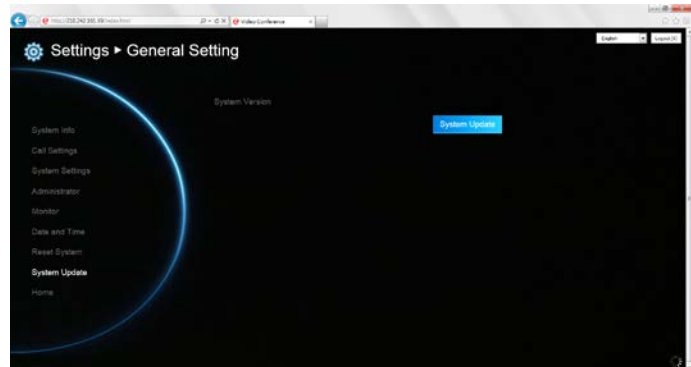 Video Conference
English
Logout
Settings ▸ General Setting
System Version
System Update
System Info
Call Settings
System Settings
Administrator
Monitor
Date and Time
Reset System
System Update
Home